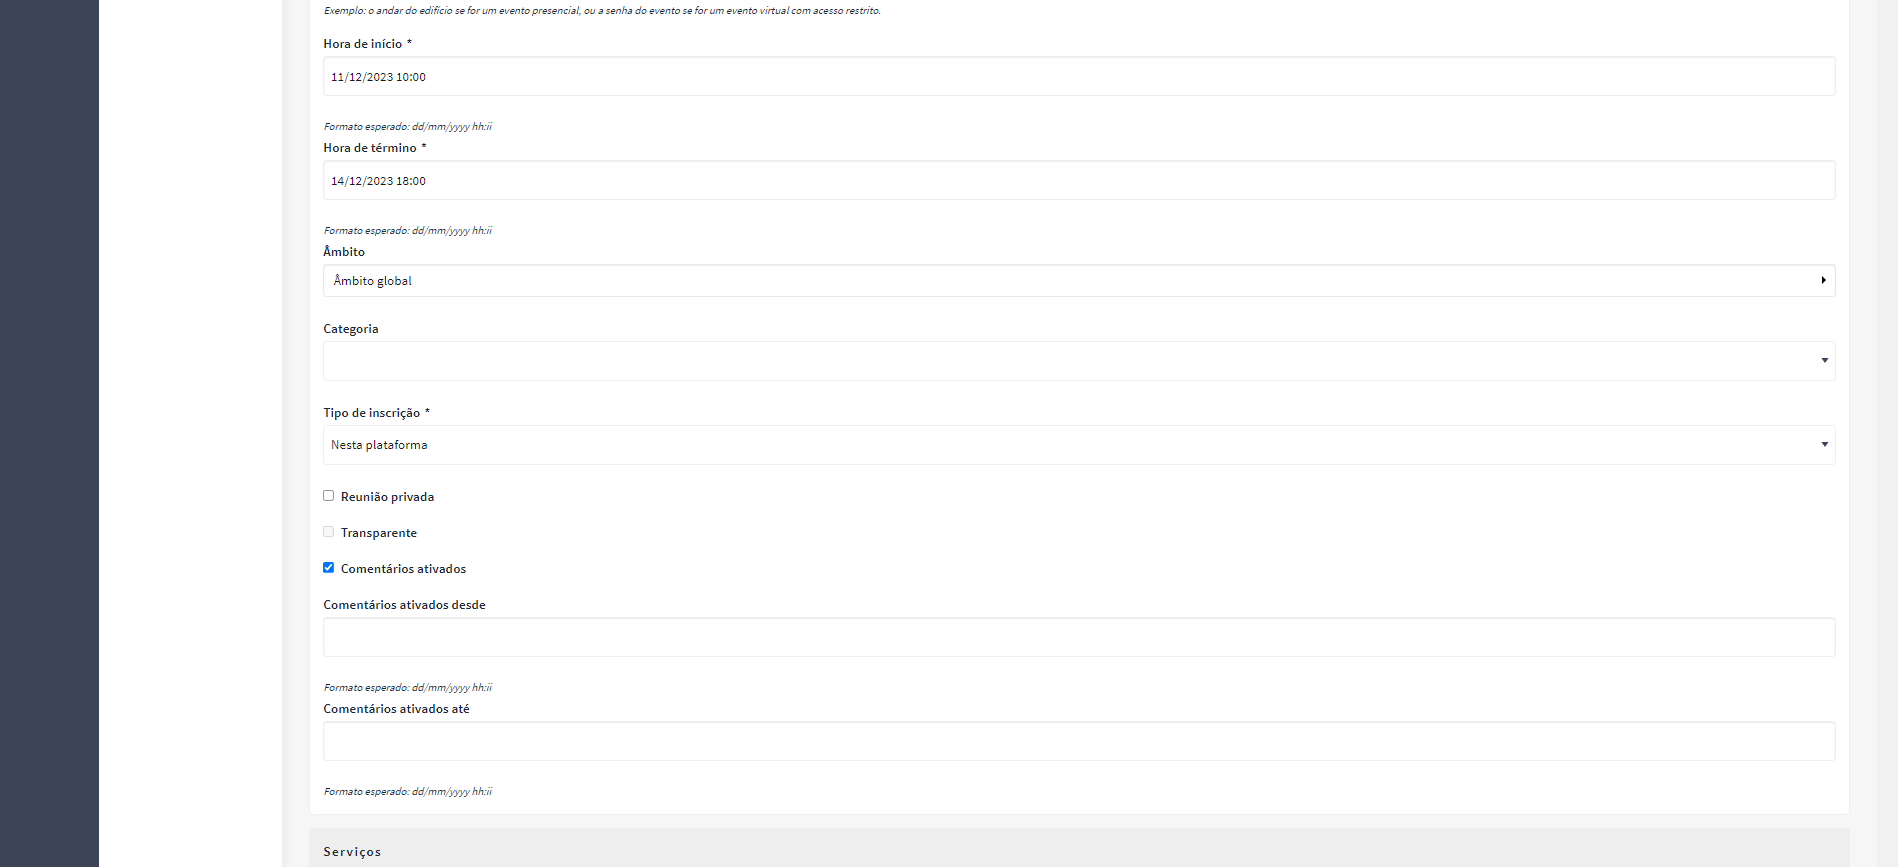 Exemplo: o andar do edifício se for um evento presencial, ou a senha do evento se for um evento virtual com acesso restrito.
Hora de início *
11/12/2023 10:00
Formato esperado: dd/mm/yyyy hh:ii
Hora de término *
14/12/2023 18:00
Formato esperado: dd/mm/yyyy hh:ii
Âmbito
Âmbito global
Categoria
Tipo de inscrição *
Nesta plataforma
Reunião privada
Transparente
Comentários ativados
Comentários ativados desde
Formato esperado: dd/mm/yyyy hh:ii
Comentários ativados até
Formato esperado: dd/mm/yyyy hh:ii
Serviços